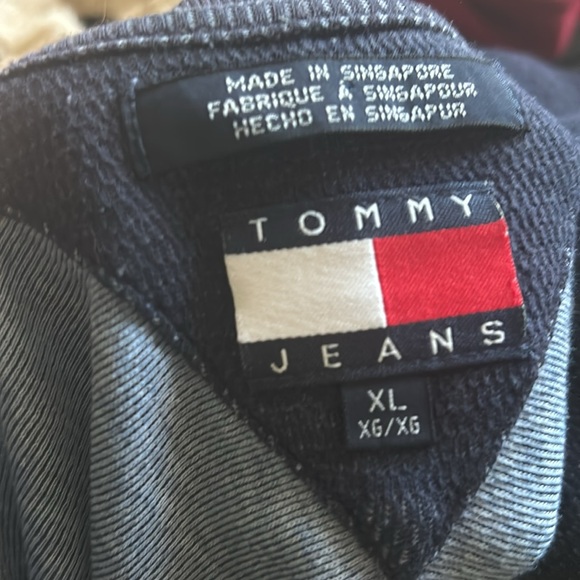 MADE IN SINGAPORE
FABRIQUE À SINGAPOUR
HECHO EN SINGAPUR
TOMMY
JEANS
XL
XG/XG